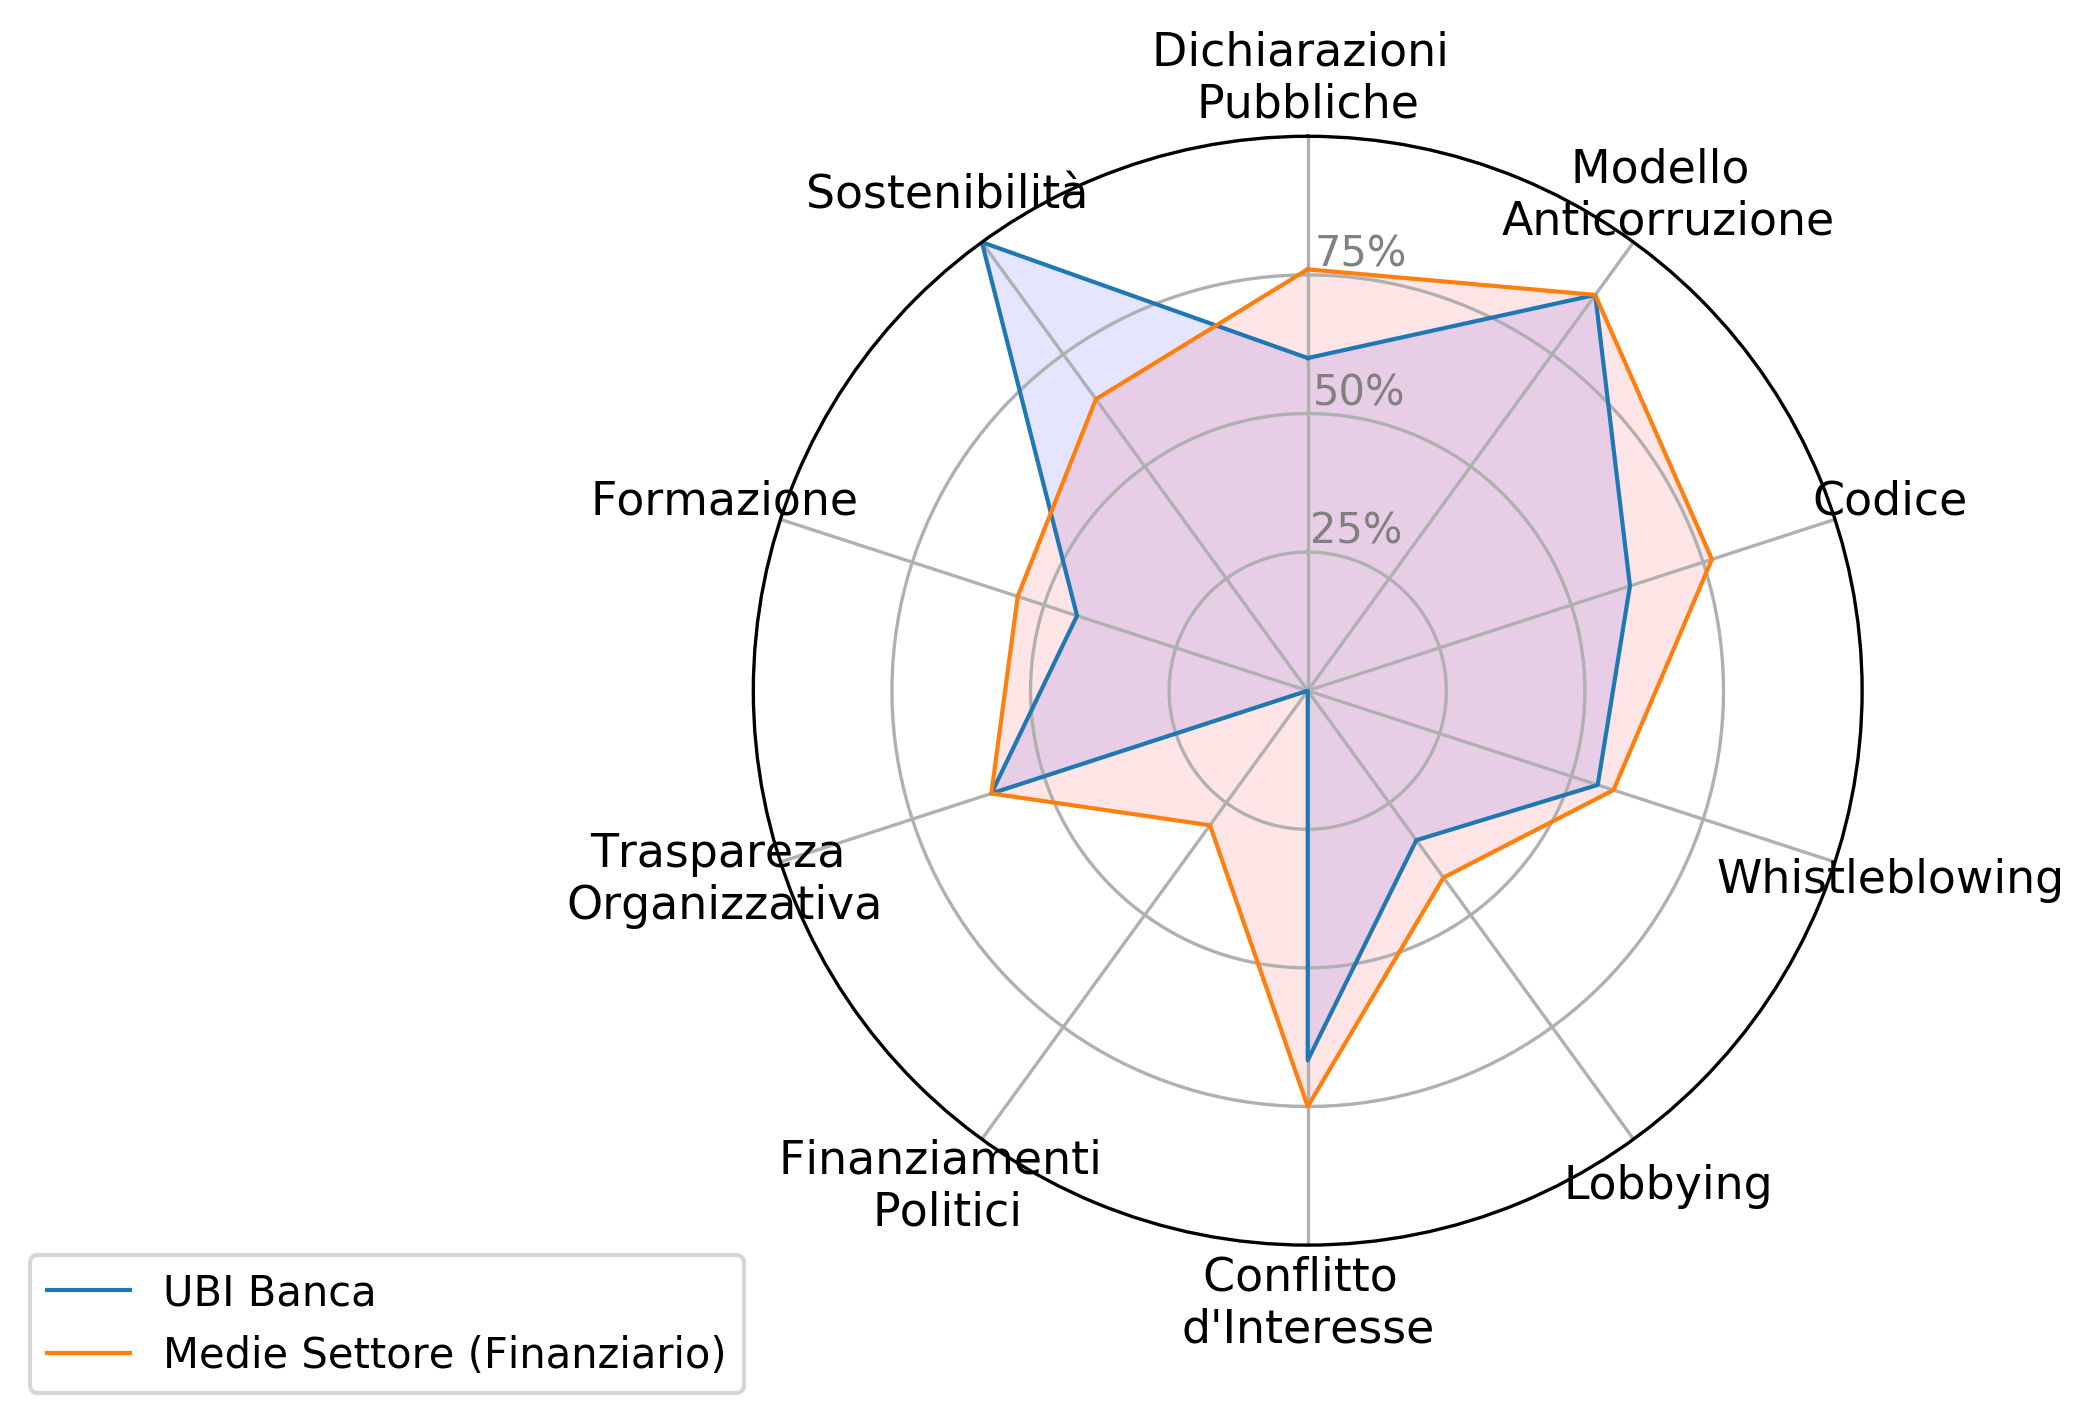 Dichiarazioni
Pubbliche
Modello
Anticorruzione
Sostenibilità
75%
50%
Formazione
Codice
25%
Traspareza
Organizzativa
Whistleblowing
Finanziamenti
Politici
Lobbying
Conflitto
d'Interesse
UBI Banca
Medie Settore (Finanziario)